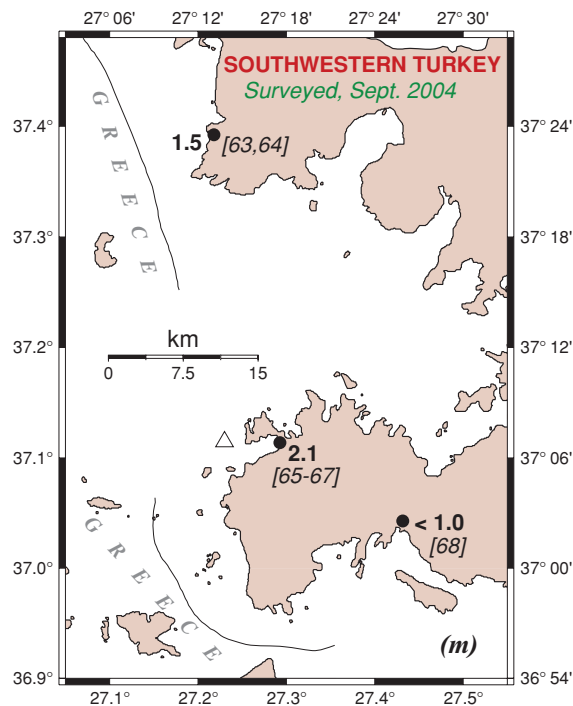 27° 06' 27° 12' 27° 18' 27° 24' 27° 30'
SOUTHWESTERN TURKEY
Surveyed, Sept. 2004
37.4° 37° 24'
1.5 [63,64]
GREECE
37.3° 37° 18'
km
37.2° 37° 12'
0 7.5 15
37.1° 37° 06'
2.1
[65-67]
< 1.0
[68]
GREECE
37.0° 37° 00'
(m)
36.9° 36° 54'
27.1° 27.2° 27.3° 27.4° 27.5°